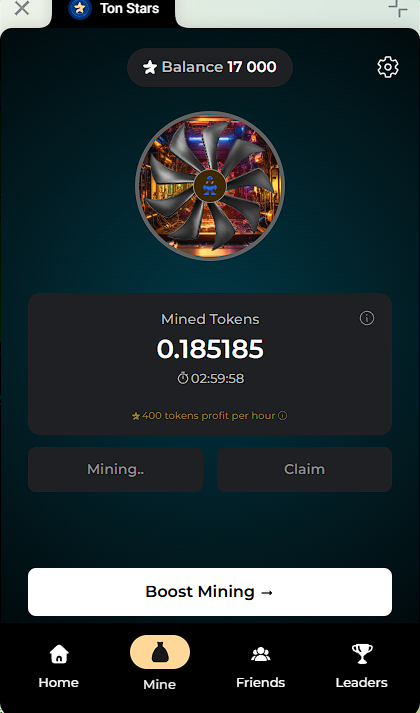 Ton Stars
Balance 17 000
Mined Tokens
0.185185
02:59:58
400 tokens profit per hour
Mining..
Claim
Boost Mining →
Home
Mine
Friends
Leaders